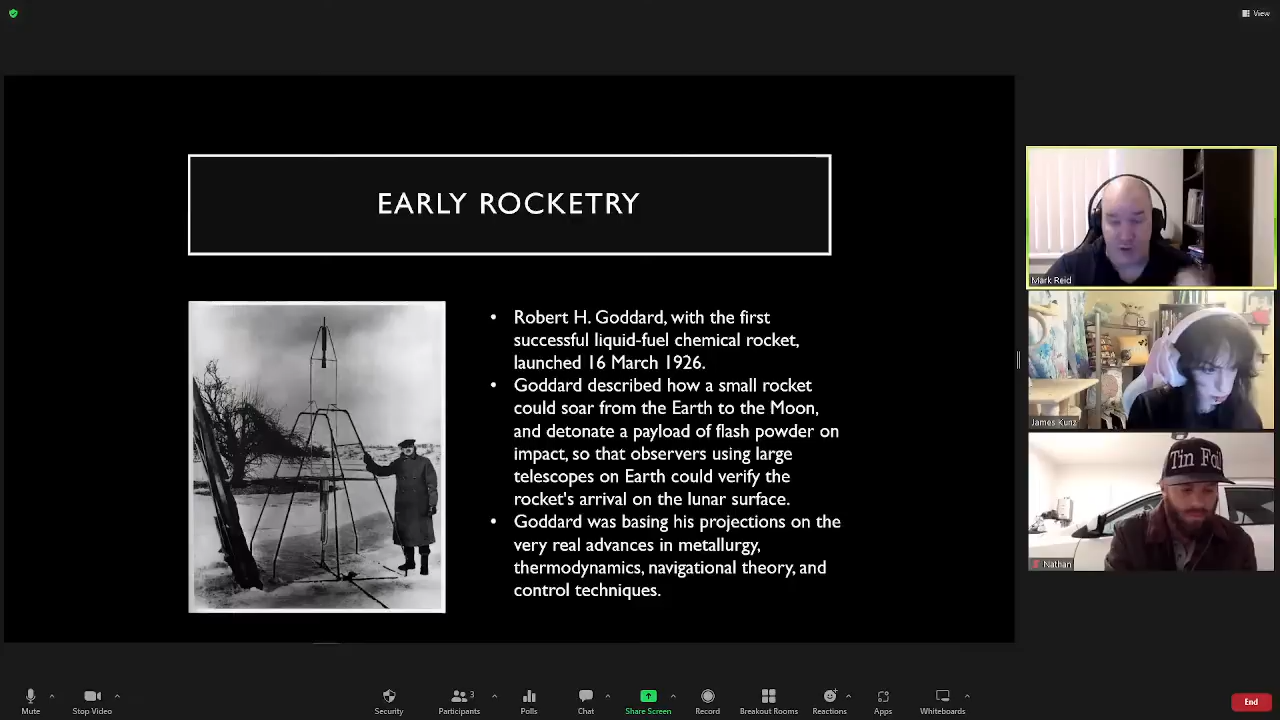 View
EARLY ROCKETRY
• Robert H. Goddard, with the first
successful liquid-fuel chemical rocket,
launched 16 March 1926.
• Goddard described how a small rocket
could soar from the Earth to the Moon,
and detonate a payload of flash powder on
impact, so that observers using large
telescopes on Earth could verify the
rocket's arrival on the lunar surface.
• Goddard was basing his projections on the
very real advances in metallurgy,
thermodynamics, navigational theory, and
control techniques.
Mark Reid
James Kunz
Tin Foil
Nathan
Mute
Stop Video
Security
Participants
3
Polls
Chat
Share Screen
Record
Breakout Rooms
Reactions
Apps
Whiteboards
End